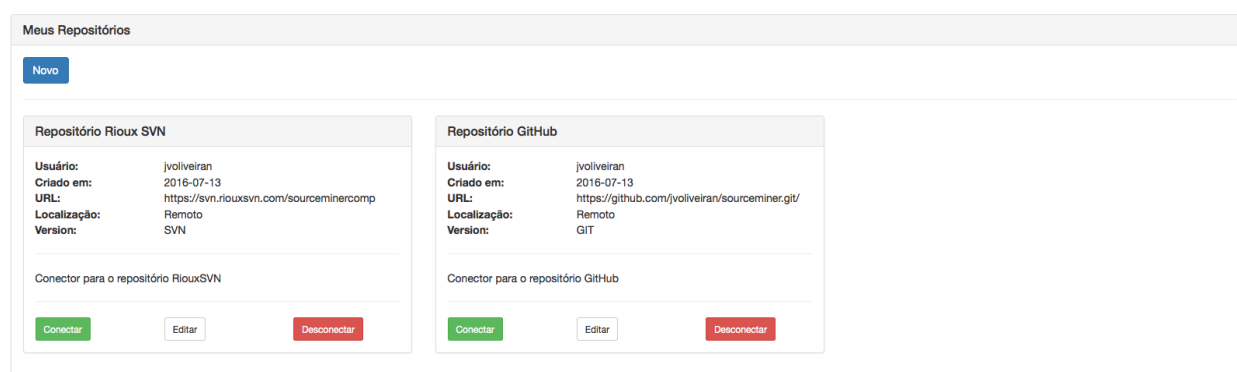 Meus Repositórios
Novo
Repositório Rioux SVN
Usuário: jvoliveiran
Criado em: 2016-07-13
URL: https://svn.riouxsvn.com/sourceminercomp
Localização: Remoto
Version: SVN
Conector para o repositório RiouxSVN
Conectar Editar Desconectar
Repositório GitHub
Usuário: jvoliveiran
Criado em: 2016-07-13
URL: https://github.com/jvoliveiran/sourceminer.git/
Localização: Remoto
Version: GIT
Conector para o repositório GitHub
Conectar Editar Desconectar